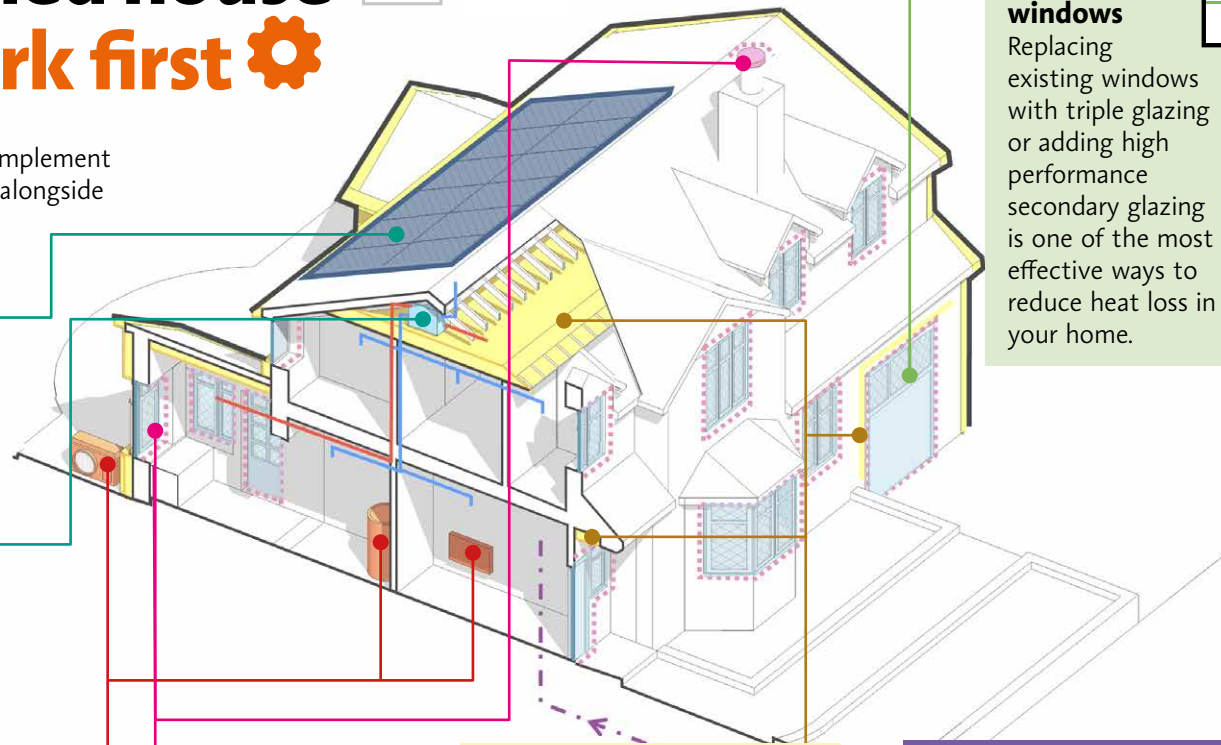 rk first
mplement
alongside
windows
Replacing
existing windows
with triple glazing
or adding high
performance
secondary glazing
is one of the most
effective ways to
reduce heat loss in
your home.